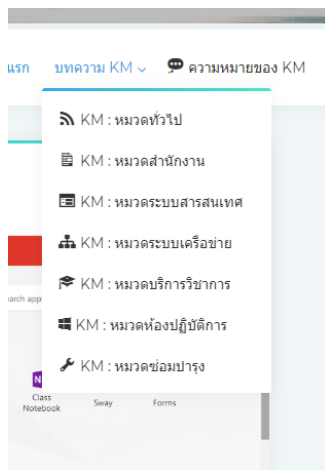 แรก บทความ KM ความหมายของ KM
KM : หมวดทั่วไป
KM : หมวดสำนักงาน
KM : หมวดระบบสารสนเทศ
KM : หมวดระบบเครือข่าย
KM : หมวดบริการวิชาการ
KM : หมวดห้องปฏิบัติการ
KM : หมวดซ่อมบำรุง
earch app
N
Class Sway Forms
Notebook